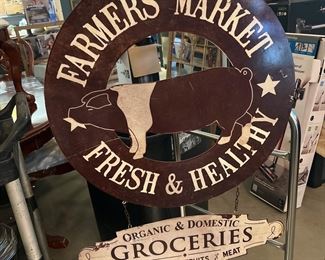 FARMERS' MARKET
FRESH & HEALTHY
ORGANIC & DOMESTIC
GROCERIES
MEAT